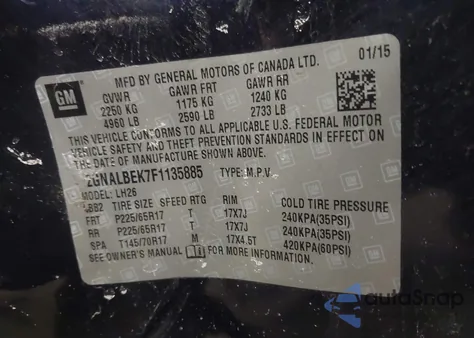 MFD BY GENERAL MOTORS OF CANADA LTD. 01/15
GM
GVWR GAWR FRT GAWR RR
2250 KG 1175 KG 1240 KG
4960 LB 2590 LB 2733 LB
THIS VEHICLE CONFORMS TO ALL APPLICABLE U.S. FEDERAL MOTOR
VEHICLE SAFETY AND THEFT PREVENTION STANDARDS IN EFFECT ON
THE DATE OF MANUFACTURE SHOWN ABOVE.
2GNALBEK7F1135885 TYPE: M.P.V.
MODEL: LH26
TIRE SIZE SPEED RTG RIM COLD TIRE PRESSURE
FRT P225/65R17 T 17X7J 240KPA(35PSI)
RR P225/65R17 T 17X7J 240KPA(35PSI)
SPA T145/70R17 M 17X4.5T 420KPA(60PSI)
SEE OWNER'S MANUAL FOR ADDITIONAL INFORMATION
AutoSnap